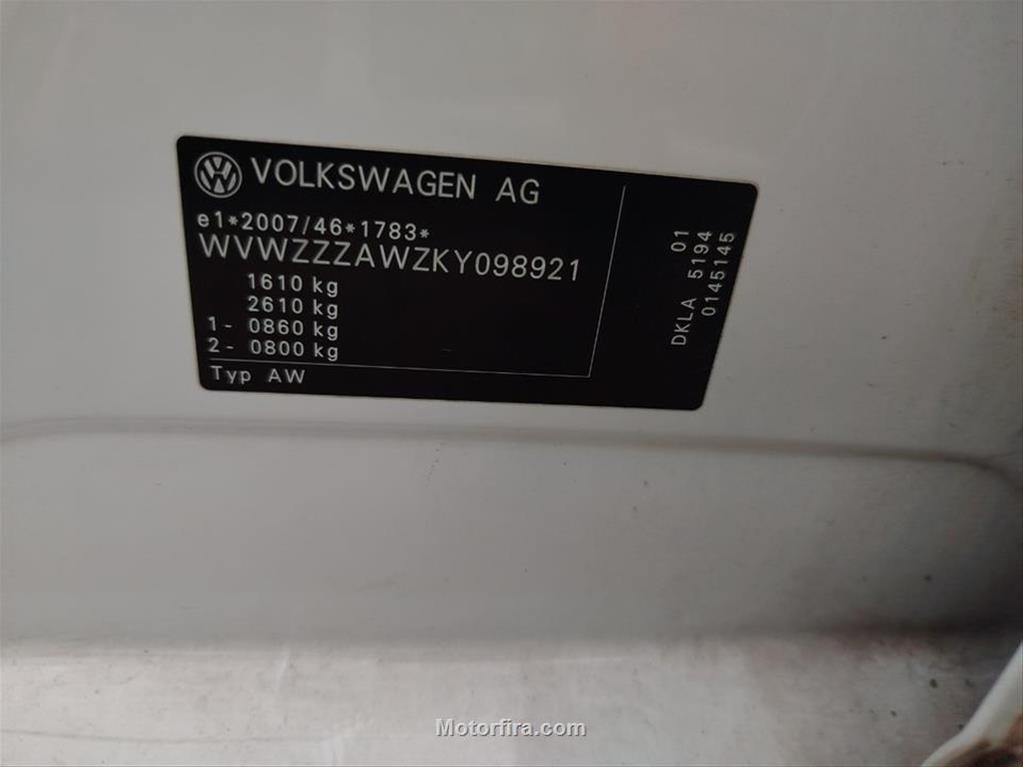 VOLKSWAGEN AG
e1*2007/46*1783*
WVWZZZAWZKY098921
1610 kg
2610 kg
1- 0860 kg
2- 0800 kg
Typ AW
01
DKLA 5194
0145145
Motorfira.com